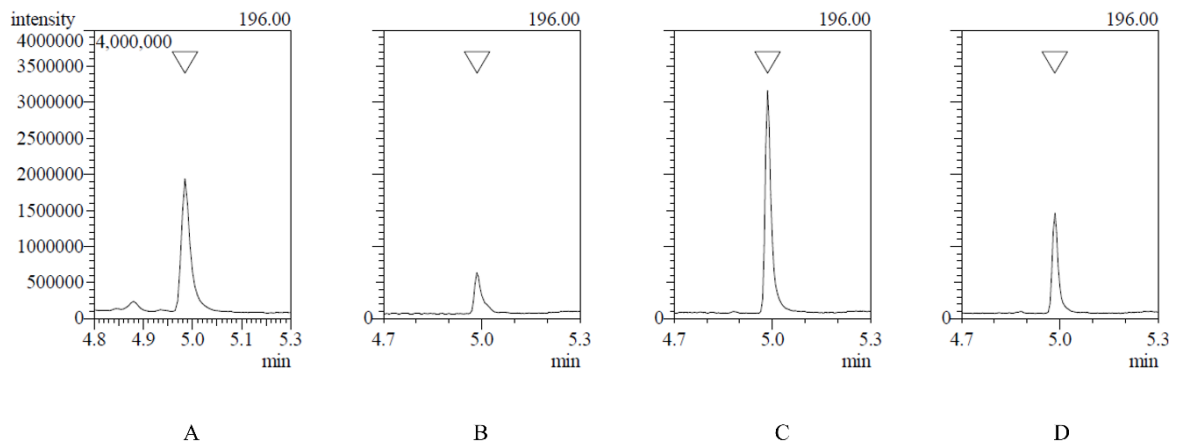 intensity 196.00 196.00 196.00 196.00
4000000 4,000,000
3500000
3000000
2500000
2000000
1500000
1000000
500000
0 0 0 0
4.8 4.9 5.0 5.1 5.3 4.7 5.0 5.3 4.7 5.0 5.3 4.7 5.0 5.3
min min min min
A B C D